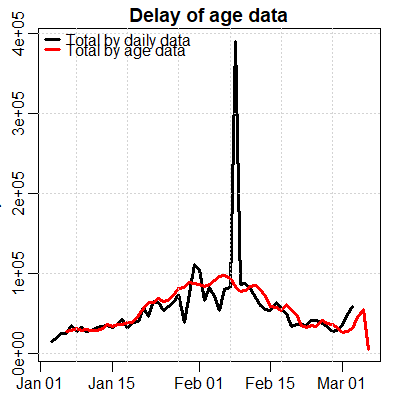 Delay of age data
4e+05
Total by daily data
Total by age data
3e+05
2e+05
1e+05
0e+00
Jan 01 Jan 15 Feb 01 Feb 15 Mar 01